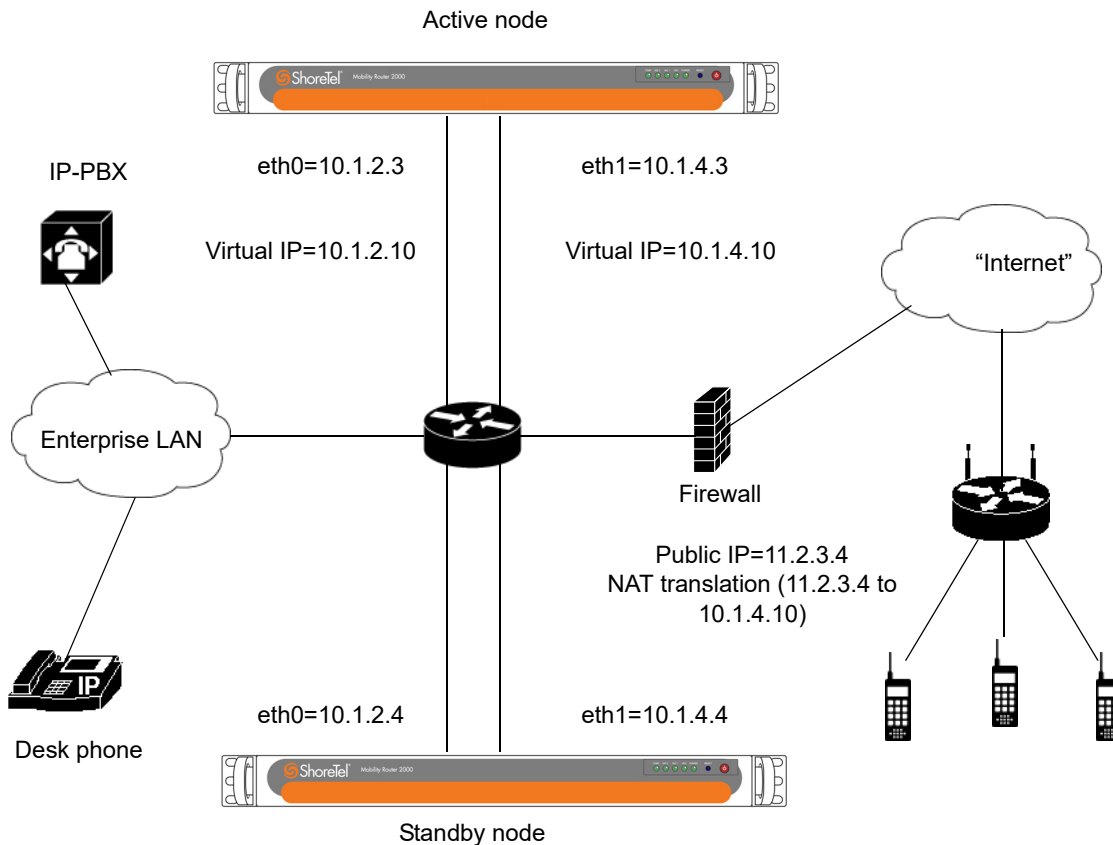 Active node
ShoreTel Mobility Router 2000
IP-PBX
eth0=10.1.2.3
eth1=10.1.4.3
Virtual IP=10.1.2.10
Virtual IP=10.1.4.10
“Internet”
Enterprise LAN
Firewall
Public IP=11.2.3.4
NAT translation (11.2.3.4 to
10.1.4.10)
IP
Desk phone
eth0=10.1.2.4
eth1=10.1.4.4
ShoreTel Mobility Router 2000
Standby node